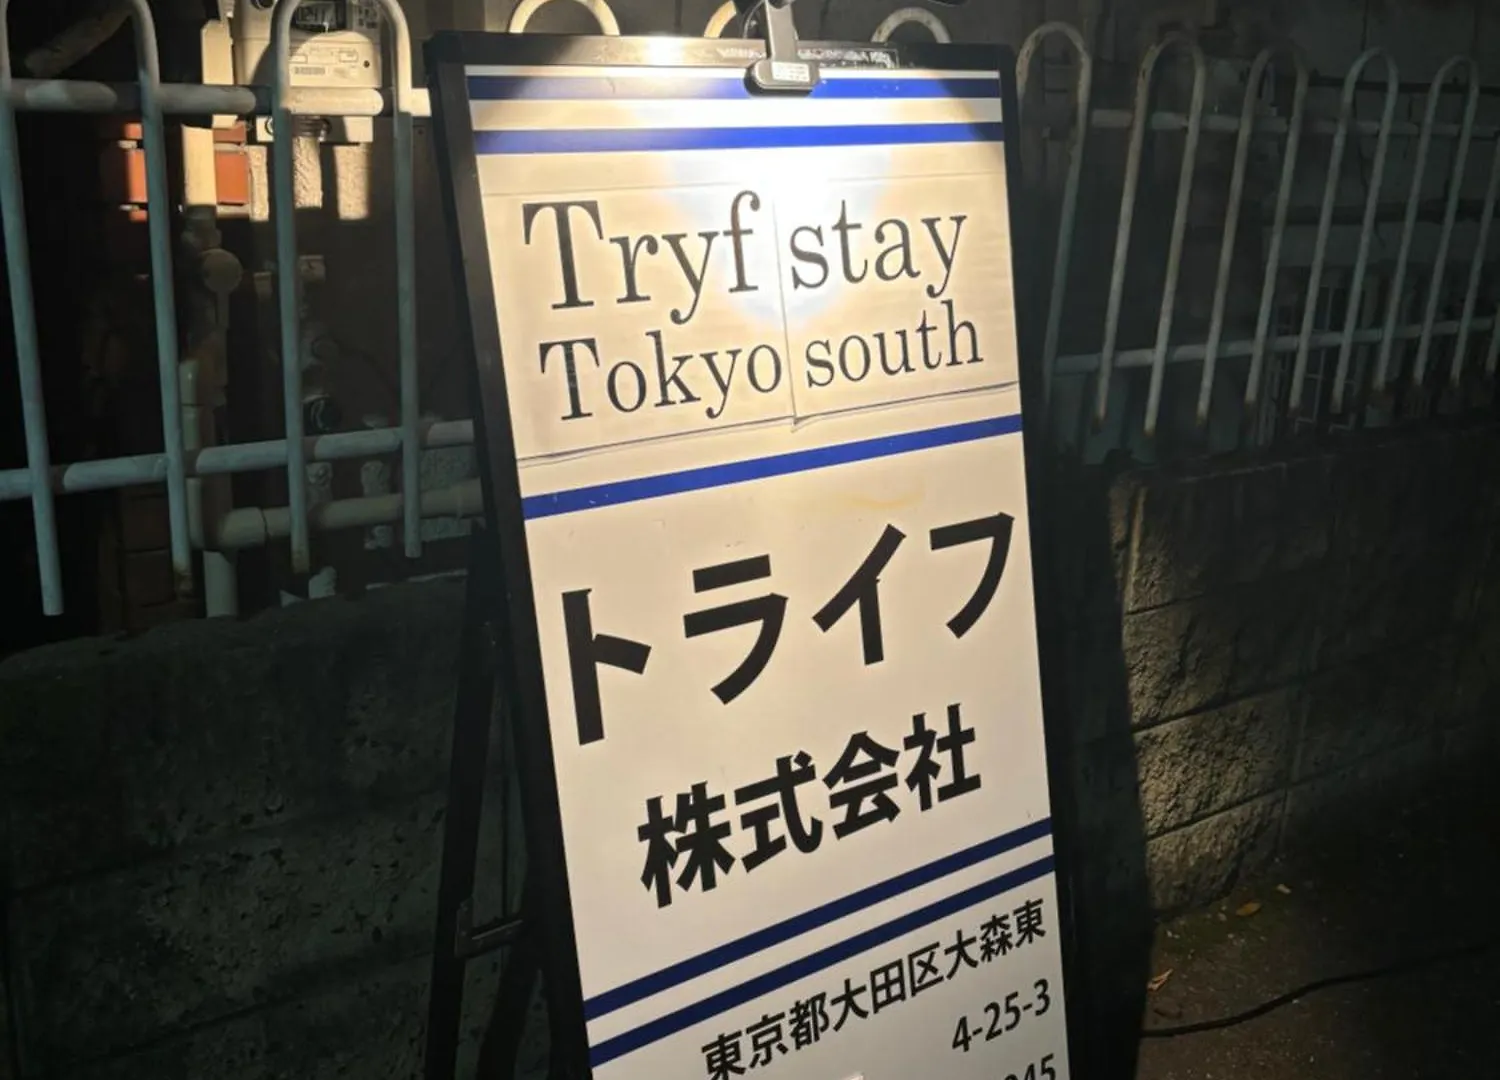 Tryf stay
Tokyo south
トライフ
株式会社
東京都大田区大森東
4-25-3